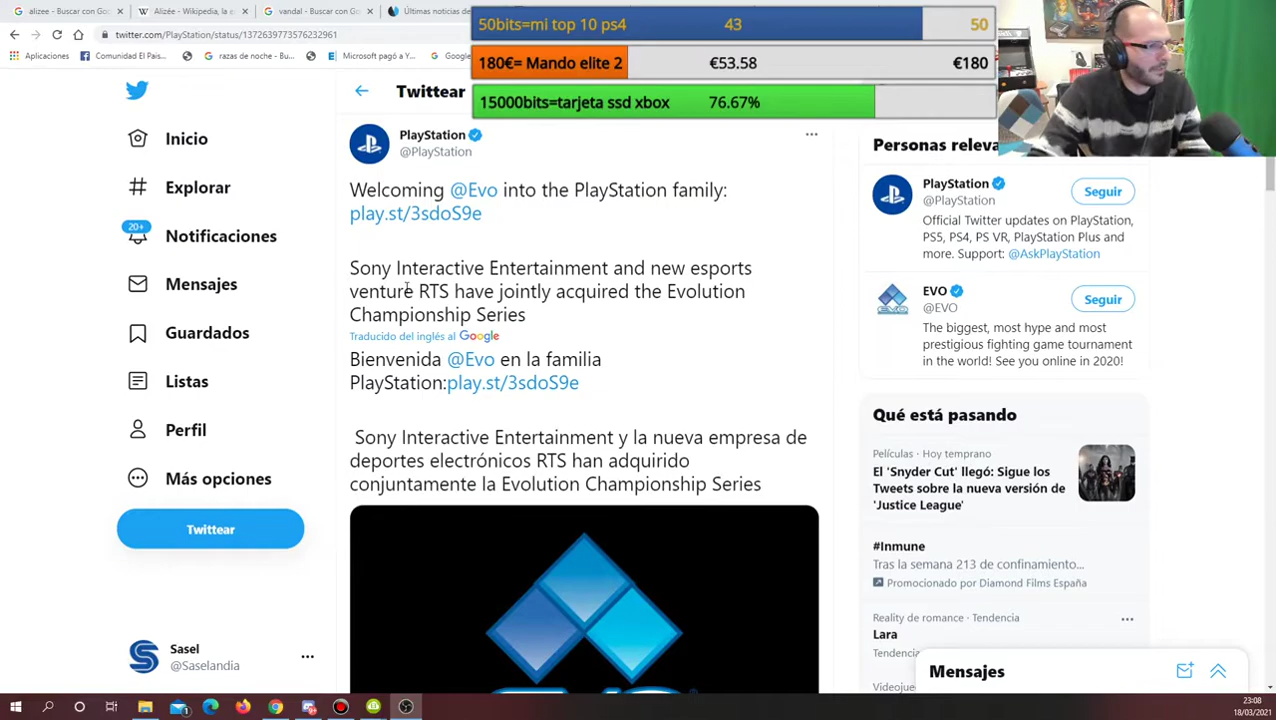 alizee - Buscar con Goo
Alizée - Wikipedia, la e
vandal - Buscar con Goo
Últimas noticias de
twitter.com/PlayStation/status/1372639773576232961
Aplicaciones
Comunidad El Pais...
razas de noche - Bu
Microsoft pagó a Y
Google
50bits=mi top 10 ps4 43 50
180€= Mando elite 2 €53.58 €180
15000bits=tarjeta ssd xbox 76.67%
Inicio
Explorar
20+
Notificaciones
Mensajes
Guardados
Listas
Perfil
Más opciones
Twittear
Sasel
@Saselandia
Twittear
PlayStation
@PlayStation
Welcoming @Evo into the PlayStation family:
play.st/3sdoS9e
Sony Interactive Entertainment and new esports
venture RTS have jointly acquired the Evolution
Championship Series
Traducido del inglés al Google
Bienvenida @Evo en la familia
PlayStation:play.st/3sdoS9e
Sony Interactive Entertainment y la nueva empresa de
deportes electrónicos RTS han adquirido
conjuntamente la Evolution Championship Series
Personas releva
PlayStation
@PlayStation
Seguir
Official Twitter updates on PlayStation,
PS5, PS4, PS VR, PlayStation Plus and
more. Support: @AskPlayStation
EVO
@EVO
Seguir
The biggest, most hype and most
prestigious fighting game tournament
in the world! See you online in 2020!
Qué está pasando
Películas · Hoy temprano
El 'Snyder Cut' llegó: Sigue los
Tweets sobre la nueva versión de
'Justice League'
#Inmune
Tras la semana 213 de confinamiento...
Promocionado por Diamond Films España
Reality de romance · Tendencia
Lara
Tendencia
Videojue
Mensajes
23:08
18/03/2021